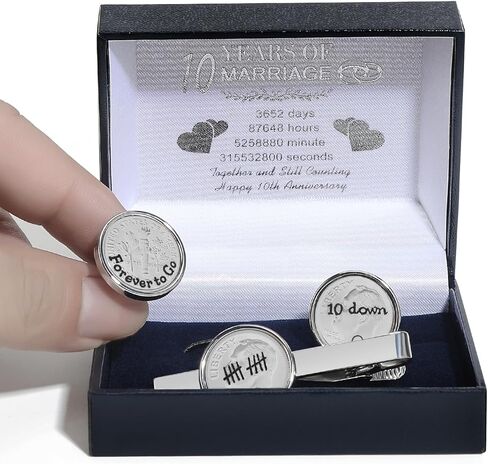 10 YEARS OF
MARRIAGE
3652 days
87648 hours
5258880 minute
315532800 seconds
Together and Still Counting
Happy 10th Anniversary
Forever to Go
10 down
LIBERTY